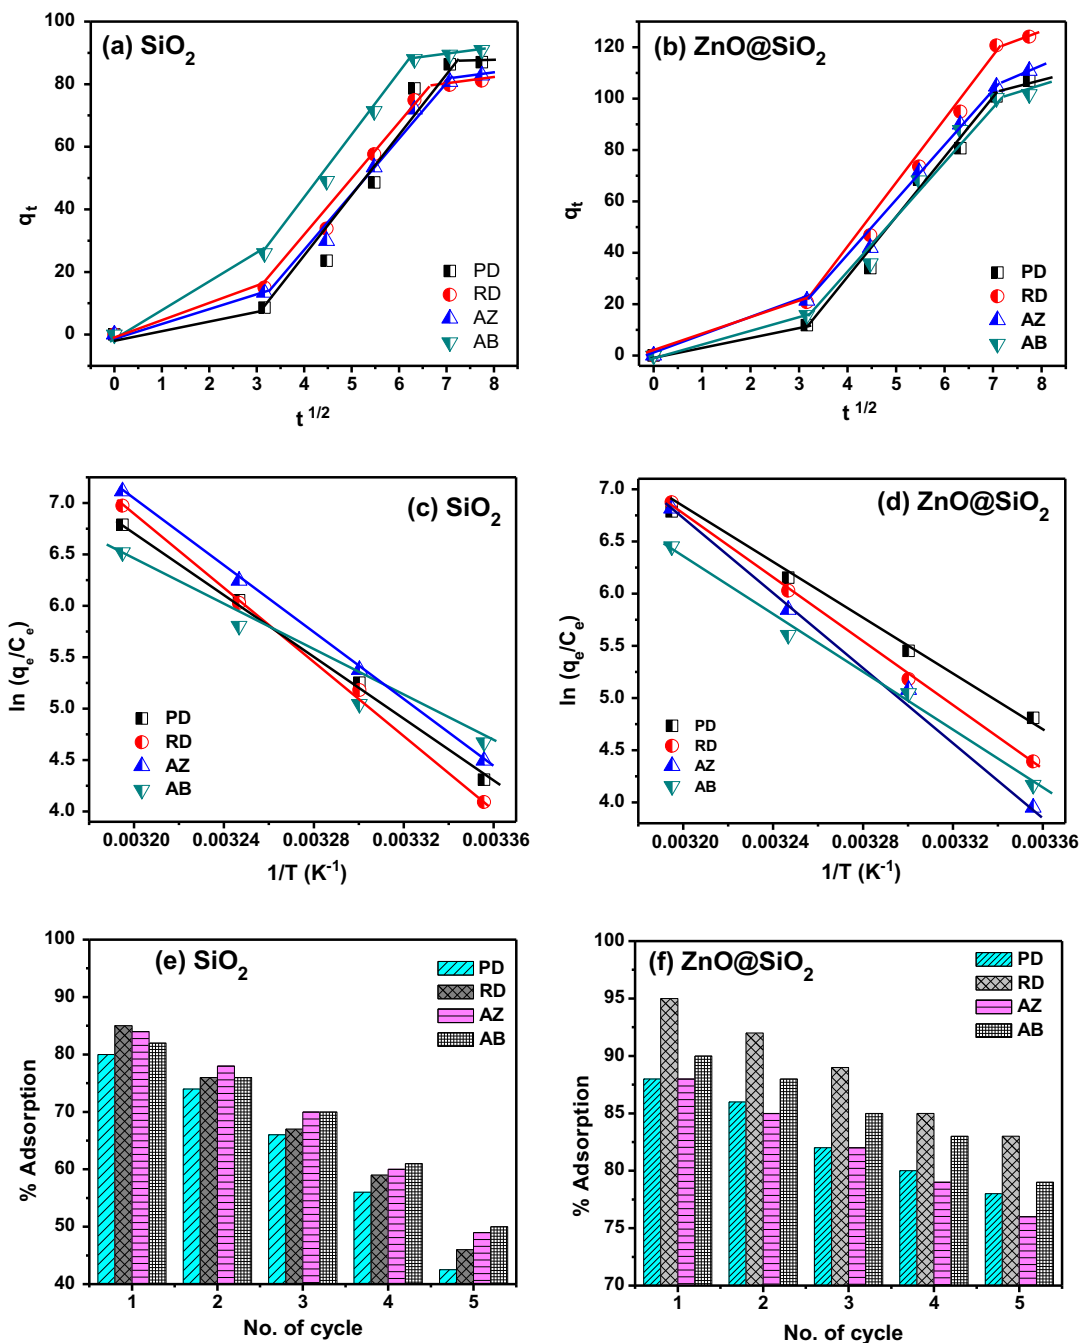 (a) SiO2
100
80
60
40
20
0
qt
0 1 2 3 4 5 6 7 8
t 1/2
PD
RD
AZ
AB
(b) ZnO@SiO2
120
100
80
60
40
20
0
qt
0 1 2 3 4 5 6 7 8
t 1/2
PD
RD
AZ
AB
(c) SiO2
7.0
6.5
6.0
5.5
5.0
4.5
4.0
ln (qe/Ce)
0.00320 0.00324 0.00328 0.00332 0.00336
1/T (K-1)
PD
RD
AZ
AB
(d) ZnO@SiO2
7.0
6.5
6.0
5.5
5.0
4.5
4.0
ln (qe/Ce)
0.00320 0.00324 0.00328 0.00332 0.00336
1/T (K-1)
PD
RD
AZ
AB
(e) SiO2
100
90
80
70
60
50
40
% Adsorption
1 2 3 4 5
No. of cycle
PD
RD
AZ
AB
(f) ZnO@SiO2
100
95
90
85
80
75
70
% Adsorption
1 2 3 4 5
No. of cycle
PD
RD
AZ
AB